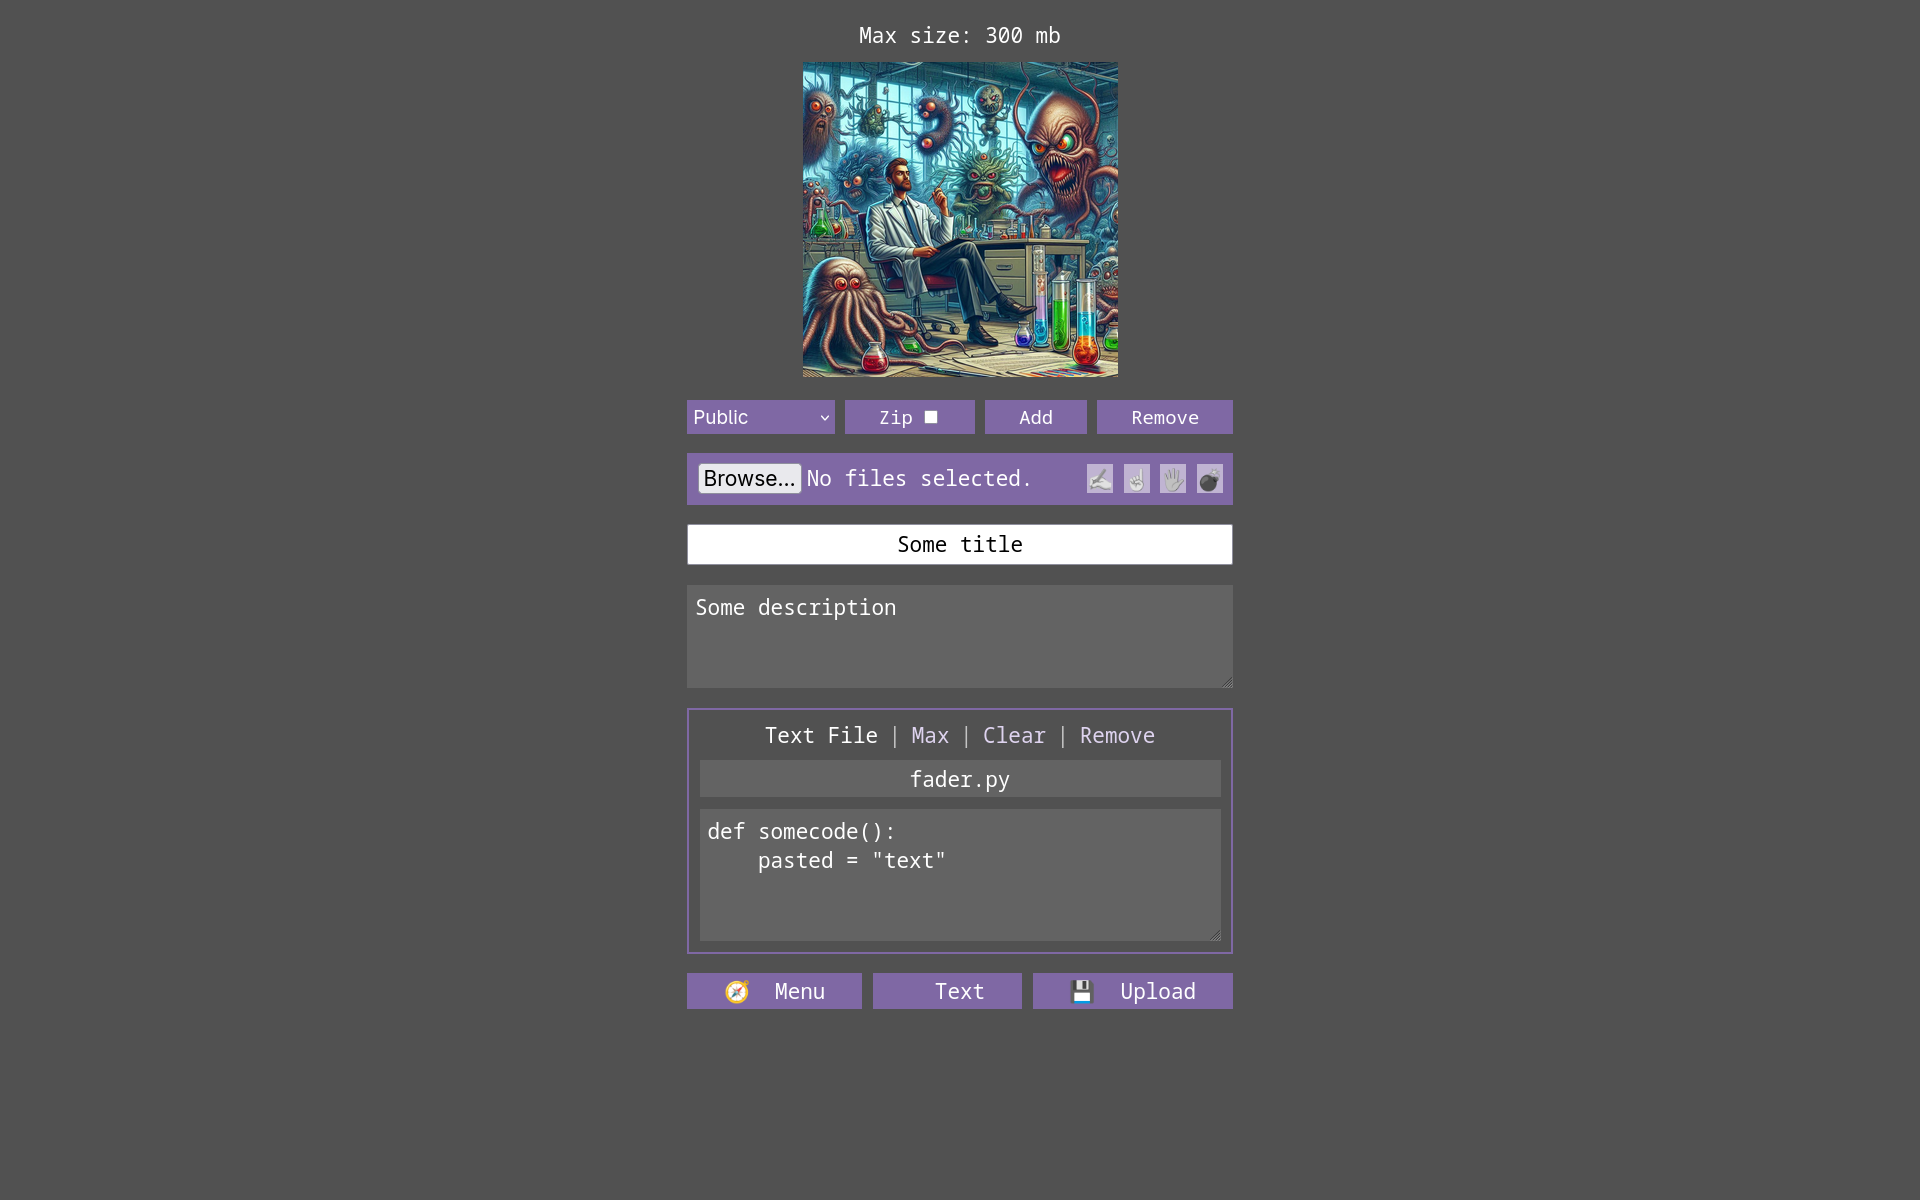 Max size: 300 mb
Public Zip Add Remove
Browse... No files selected.
Some title
Some description
Text File | Max | Clear | Remove
fader.py
def somecode():
    pasted = "text"
Menu Text Upload